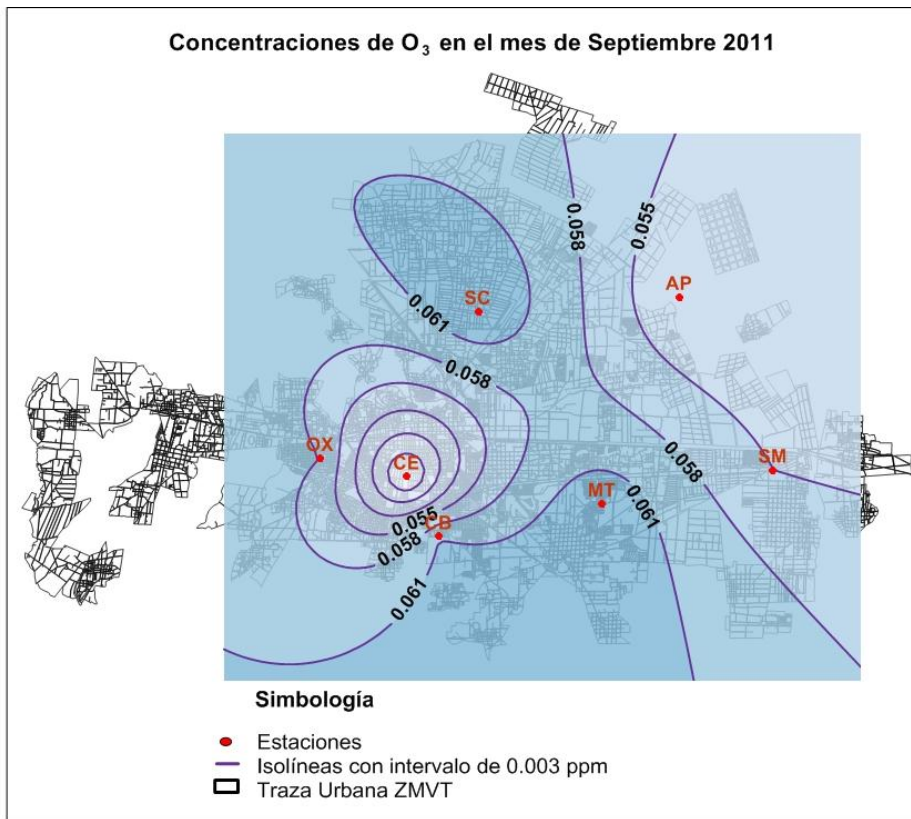 Concentraciones de O₃ en el mes de Septiembre 2011
0.058
0.055
AP
SC
0.061
0.058
OX
CE
SM
0.058
MT
0.061
0.055
CB
0.058
0.061
Simbología
Estaciones
Isolíneas con intervalo de 0.003 ppm
Traza Urbana ZMVT